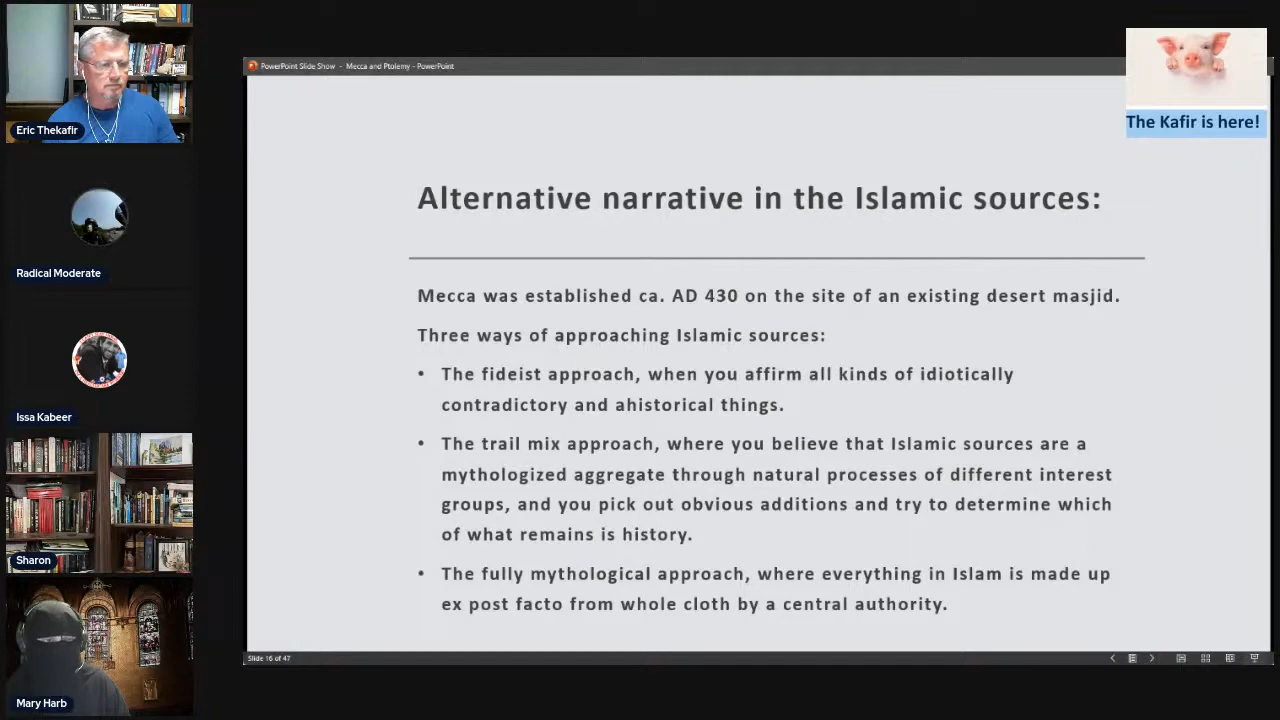 PowerPoint Slide Show - Mecca and Ptolemy - PowerPoint
The Kafir is here!
Eric Thekafir
Radical Moderate
Issa Kabeer
Sharon
Mary Harb
Alternative narrative in the Islamic sources:
Mecca was established ca. AD 430 on the site of an existing desert masjid.
Three ways of approaching Islamic sources:
• The fideist approach, when you affirm all kinds of idiotically
contradictory and ahistorical things.
• The trail mix approach, where you believe that Islamic sources are a
mythologized aggregate through natural processes of different interest
groups, and you pick out obvious additions and try to determine which
of what remains is history.
• The fully mythological approach, where everything in Islam is made up
ex post facto from whole cloth by a central authority.
Slide 16 of 47